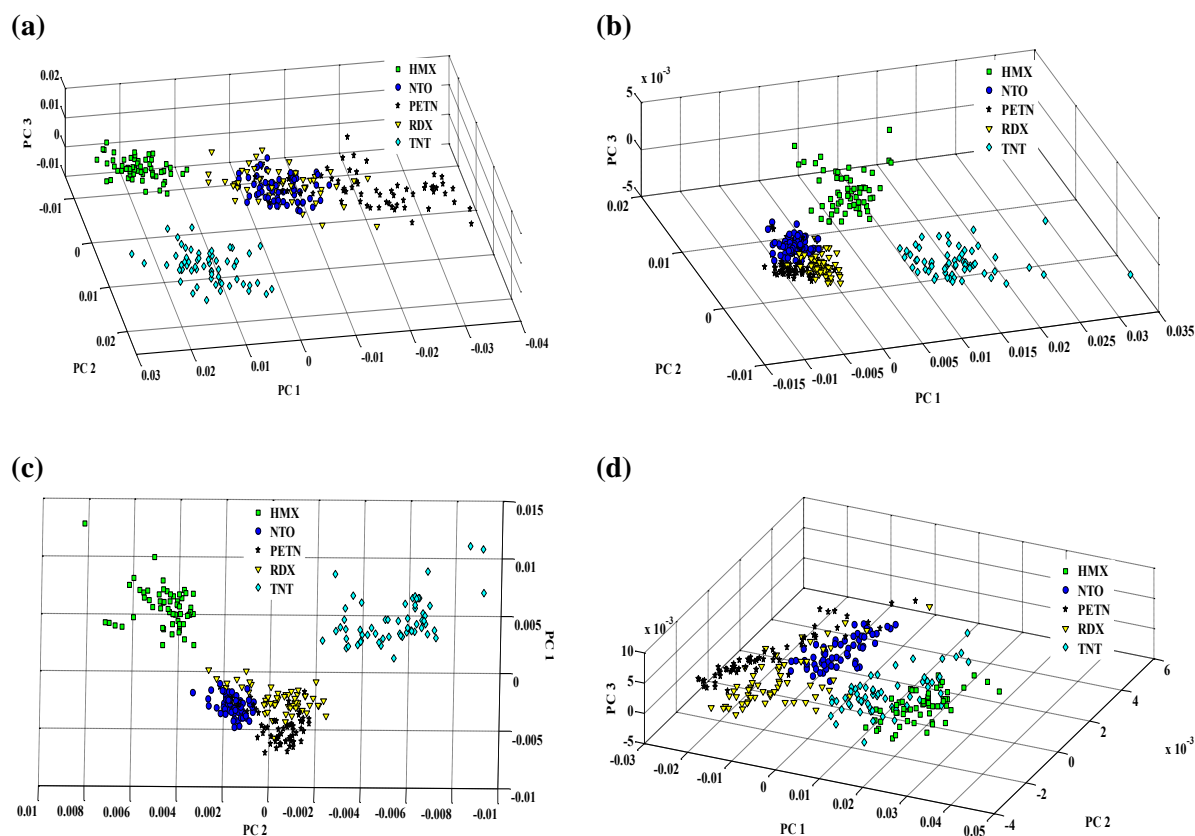 (a)
0.02
0.01
0
-0.01
PC 3
-0.01
0
0.01
0.02
PC 2
0.03
0.02
0.01
0
-0.01
-0.02
-0.03
-0.04
PC 1
HMX
NTO
PETN
RDX
TNT
(b)
x 10⁻³
5
0
-5
PC 3
0.02
0.01
0
-0.01
PC 2
-0.015
-0.01
-0.005
0
0.005
0.01
0.015
0.02
0.025
0.03
0.035
PC 1
HMX
NTO
PETN
RDX
TNT
(c)
HMX
NTO
PETN
RDX
TNT
0.015
0.01
0.005
0
-0.005
-0.01
PC 1
0.01
0.008
0.006
0.004
0.002
0
-0.002
-0.004
-0.006
-0.008
-0.01
PC 2
(d)
HMX
NTO
PETN
RDX
TNT
x 10⁻³
10
5
0
-5
PC 3
-0.03
-0.02
-0.01
0
0.01
0.02
0.03
0.04
0.05
PC 1
6
4
2
0
-2
-4
x 10⁻³
PC 2